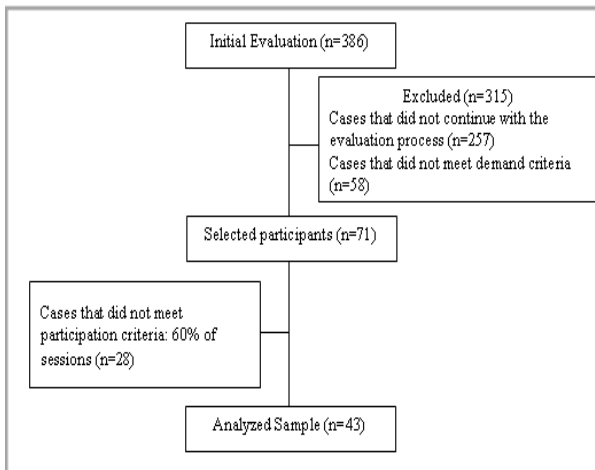 Initial Evaluation (n=386)
Excluded (n=315)
Cases that did not continue with the
evaluation process (n=257)
Cases that did not meet demand criteria
(n=58)
Selected participants (n=71)
Cases that did not meet
participation criteria: 60% of
sessions (n=28)
Analyzed Sample (n=43)